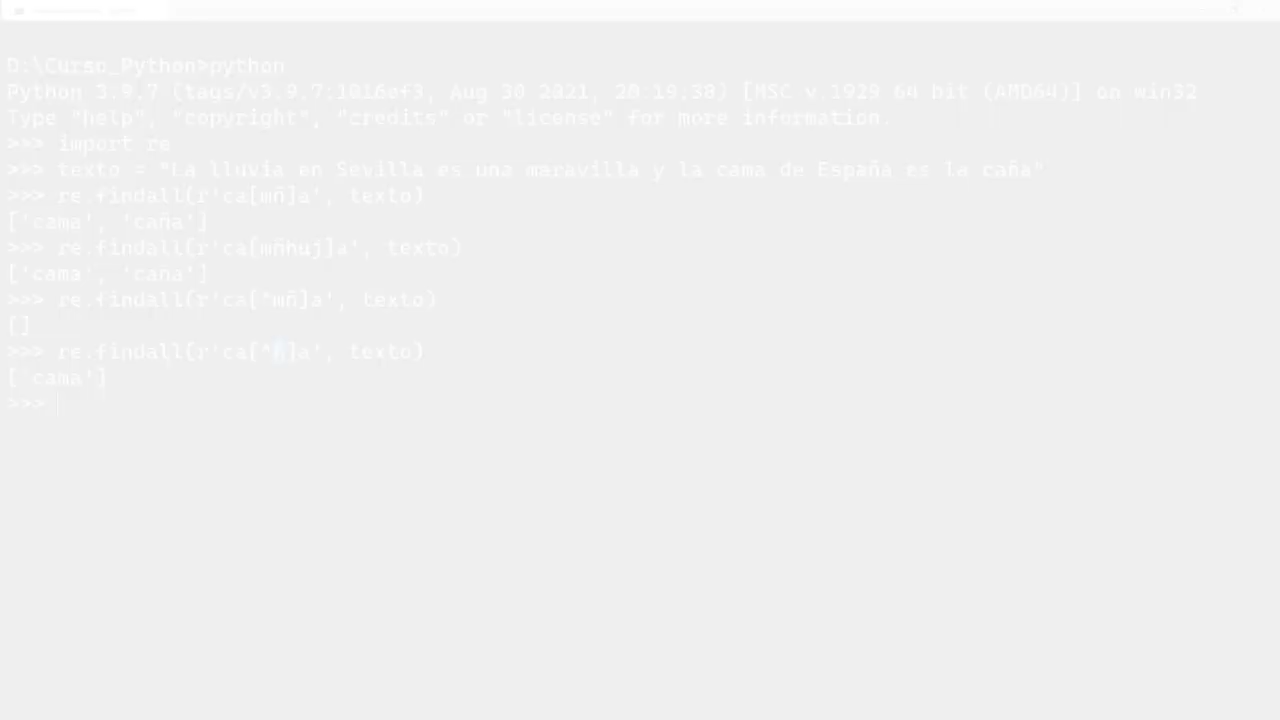 D:\Curso_Python>python
Python 3.9.7 (tags/v3.9.7:1016ef3, Aug 30 2021, 20:19:38) [MSC v.1929 64 bit (AMD64)] on win32
Type "help", "copyright", "credits" or "license" for more information.
>>> import re
>>> texto = "La lluvia en Sevilla es una maravilla y la cama de España es la caña"
>>> re.findall(r'ca[mñ]a', texto)
['cama', 'caña']
>>> re.findall(r'ca[mñhuj]a', texto)
['cama', 'caña']
>>> re.findall(r'ca[^mñ]a', texto)
[]
>>> re.findall(r'ca[^ñ]a', texto)
['cama']
>>>